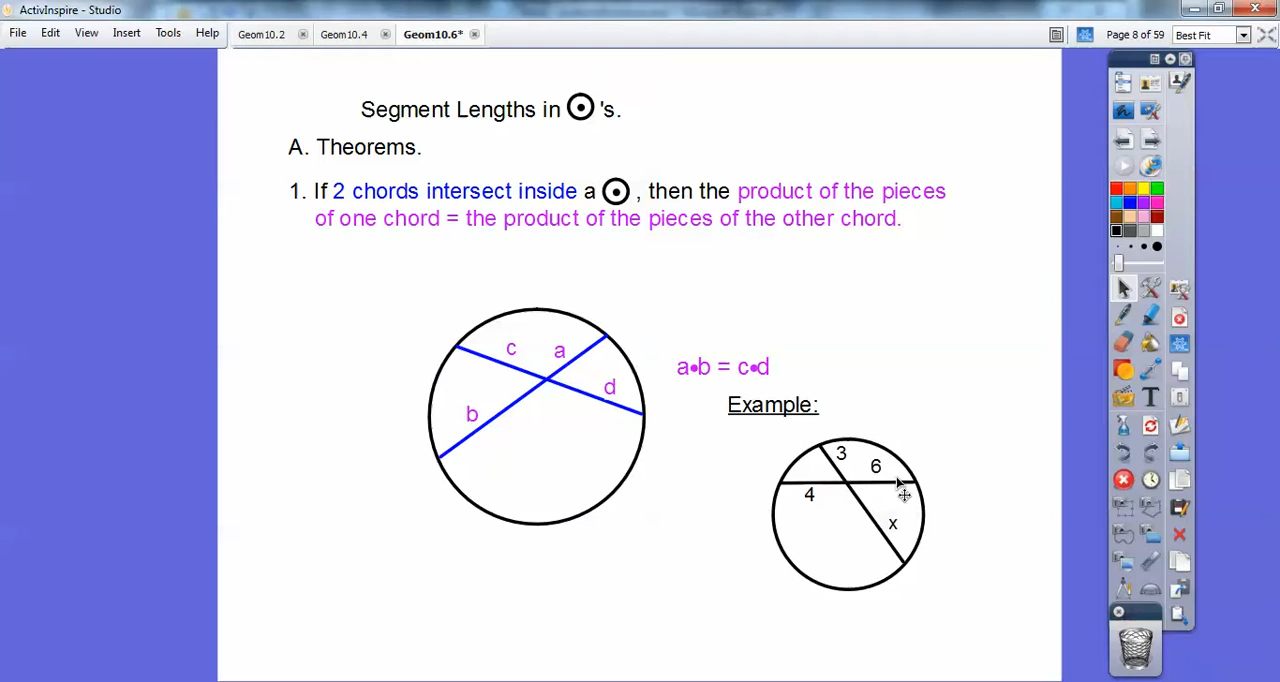 ActivInspire - Studio
File Edit View Insert Tools Help
Geom10.2 Geom10.4 Geom10.6*
Page 8 of 59 Best Fit
Segment Lengths in 's.
A. Theorems.
1. If 2 chords intersect inside a , then the product of the pieces
of one chord = the product of the pieces of the other chord.
c a
d
b
a•b = c•d
Example:
3
6
4
x
T